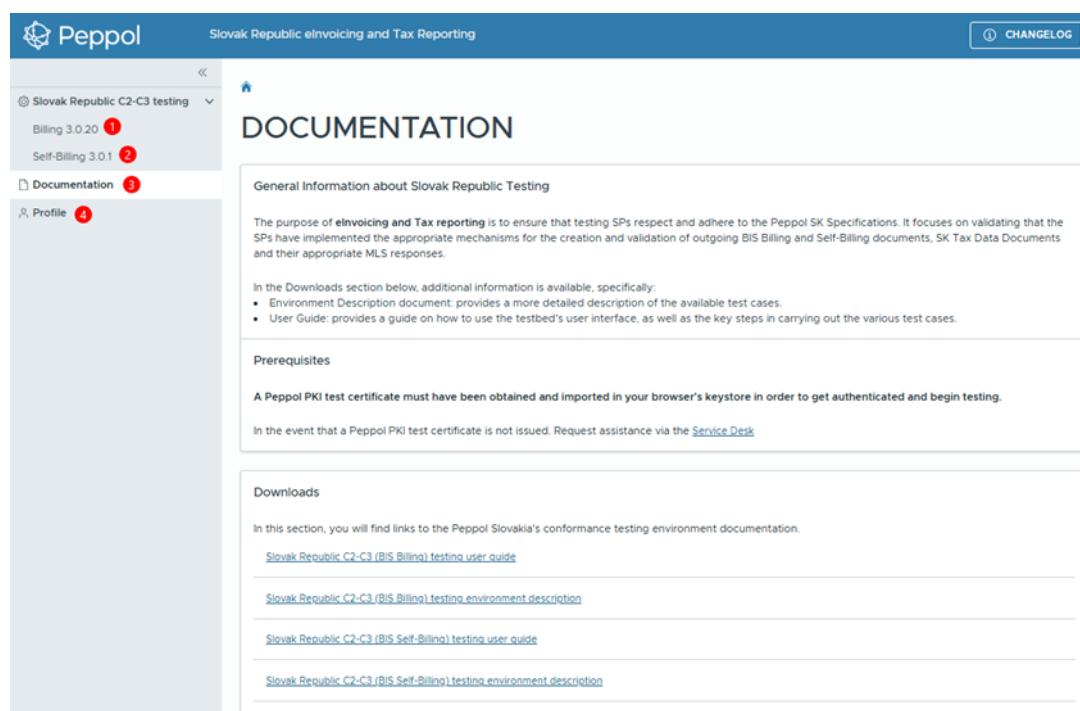 Peppol
Slovak Republic eInvoicing and Tax Reporting
CHANGELOG
Slovak Republic C2-C3 testing
Billing 3.0.20 1
Self-Billing 3.0.1 2
Documentation 3
Profile 4
DOCUMENTATION
General Information about Slovak Republic Testing
The purpose of eInvoicing and Tax reporting is to ensure that testing SPs respect and adhere to the Peppol SK Specifications. It focuses on validating that the
SPs have implemented the appropriate mechanisms for the creation and validation of outgoing BIS Billing and Self-Billing documents, SK Tax Data Documents
and their appropriate MLS responses.
In the Downloads section below, additional information is available, specifically:
• Environment Description document: provides a more detailed description of the available test cases.
• User Guide: provides a guide on how to use the testbed's user interface, as well as the key steps in carrying out the various test cases.
Prerequisites
A Peppol PKI test certificate must have been obtained and imported in your browser's keystore in order to get authenticated and begin testing.
In the event that a Peppol PKI test certificate is not issued. Request assistance via the Service Desk
Downloads
In this section, you will find links to the Peppol Slovakia's conformance testing environment documentation.
Slovak Republic C2-C3 (BIS Billing) testing user guide
Slovak Republic C2-C3 (BIS Billing) testing environment description
Slovak Republic C2-C3 (BIS Self-Billing) testing user guide
Slovak Republic C2-C3 (BIS Self-Billing) testing environment description